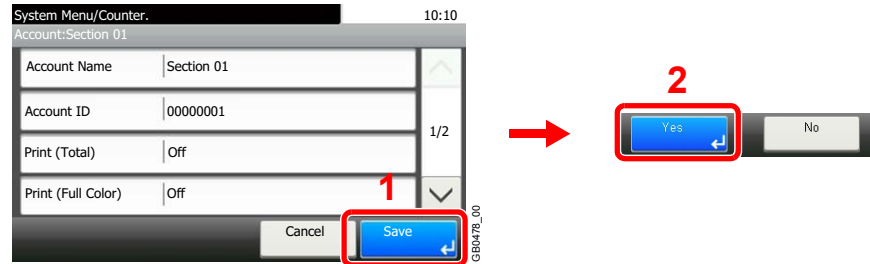 System Menu/Counter. 10:10
Account:Section 01
Account Name Section 01
Account ID 00000001
1/2
Print (Total) Off
Print (Full Color) Off
1
Cancel Save
GB0478_00
2
Yes No